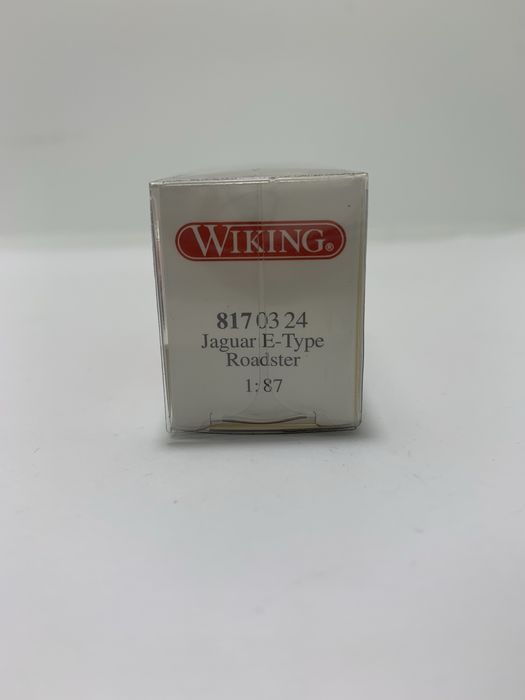 WIKING®
817 03 24
Jaguar E-Type
Roadster
1:87